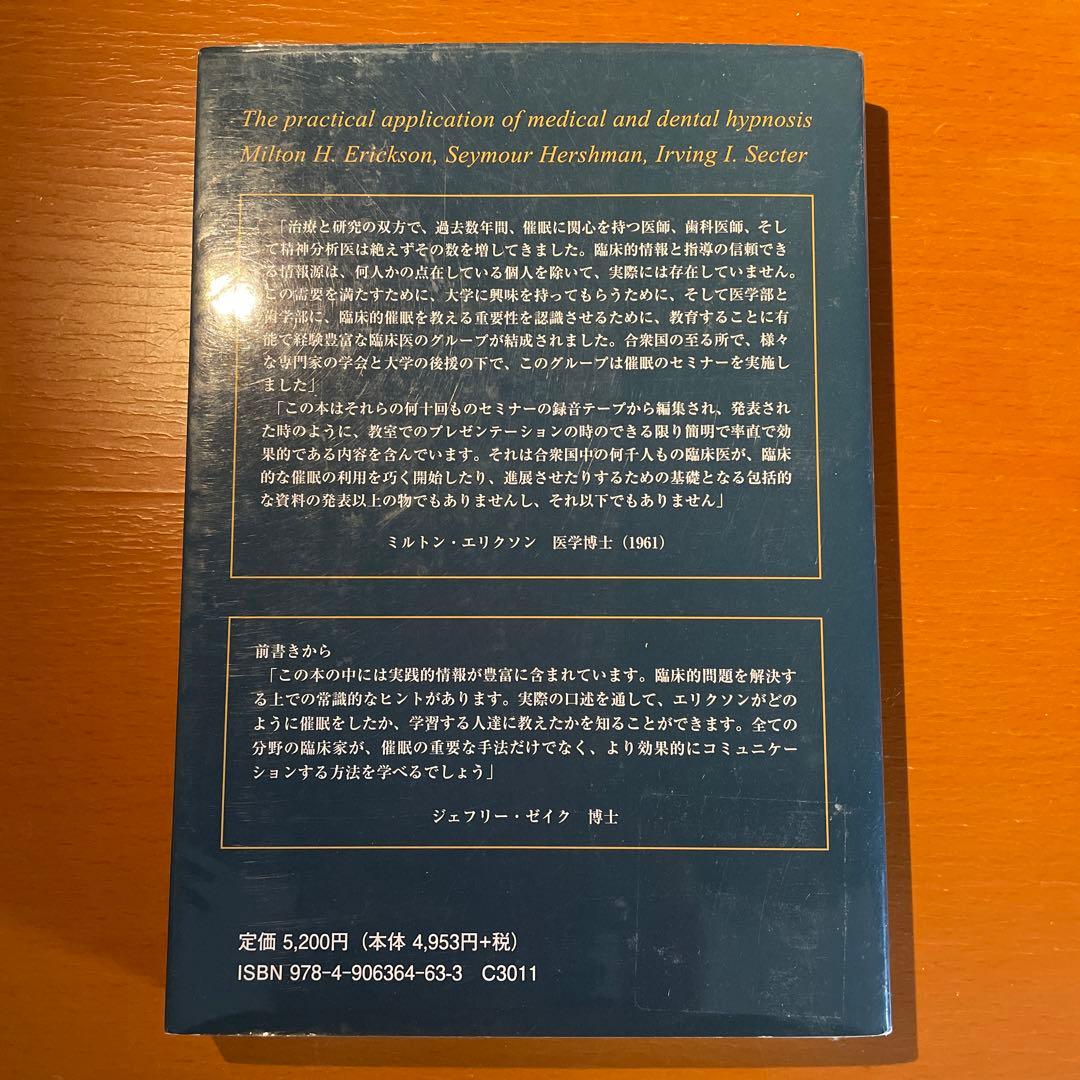 The practical application of medical and dental hypnosis
Milton H. Erickson, Seymour Hershman, Irving I. Secter
「治療と研究の双方で、過去数年間、催眠に関心を持つ医師、歯科医師、そし
て精神分析医は絶えずその数を増してきました。臨床的情報と指導の信頼でき
る情報源は、何人かの点在している個人を除いて、実際には存在していません。
この需要を満たすために、大学に興味を持ってもらうために、そして医学部と
歯学部に、臨床的催眠を教える重要性を認識させるために、教育することに有
能で経験豊富な臨床医のグループが結成されました。合衆国の至る所で、様々
な専門家の学会と大学の後援の下で、このグループは催眠のセミナーを実施し
ました」
「この本はそれらの何十回ものセミナーの録音テープから編集され、発表され
た時のように、教室でのプレゼンテーションの時のできる限り簡明で率直で効
果的である内容を含んでいます。それは合衆国中の何千人もの臨床医が、臨床
的な催眠の利用を巧く開始したり、進展させたりするための基礎となる包括的
な資料の発表以上の物でもありませんし、それ以下でもありません」
ミルトン・エリクソン 医学博士（1961）
前書きから
「この本の中には実践的情報が豊富に含まれています。臨床的問題を解決す
る上での常識的なヒントがあります。実際の口述を通して、エリクソンがどの
ように催眠をしたか、学習する人達に教えたかを知ることができます。全ての
分野の臨床家が、催眠の重要な手法だけでなく、より効果的にコミュニケー
ションする方法を学べるでしょう」
ジェフリー・ゼイク 博士
定価 5,200円（本体 4,953円+税）
ISBN 978-4-906364-63-3 C3011